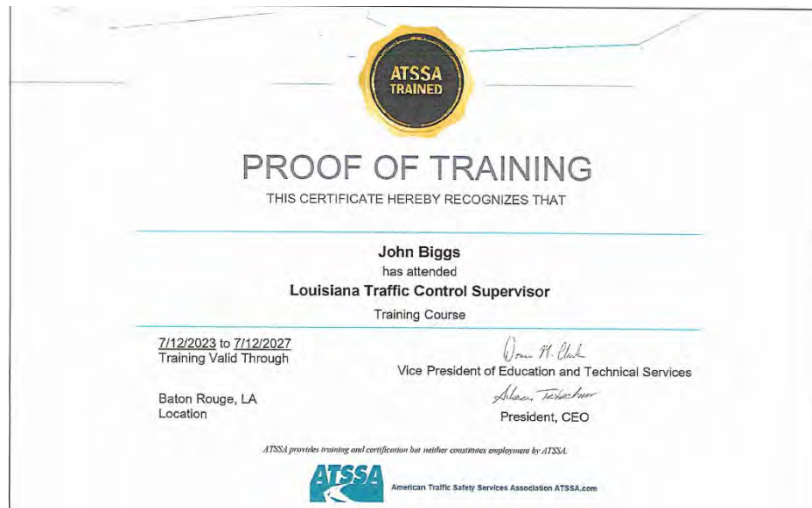 ATSSA
TRAINED
PROOF OF TRAINING
THIS CERTIFICATE HEREBY RECOGNIZES THAT
John Biggs
has attended
Louisiana Traffic Control Supervisor
Training Course
7/12/2023 to 7/12/2027
Training Valid Through
Vice President of Education and Technical Services
Baton Rouge, LA
Location
President, CEO
ATSSA provides training and certification but neither constitutes employment by ATSSA.
ATSSA
American Traffic Safety Services Association ATSSA.com